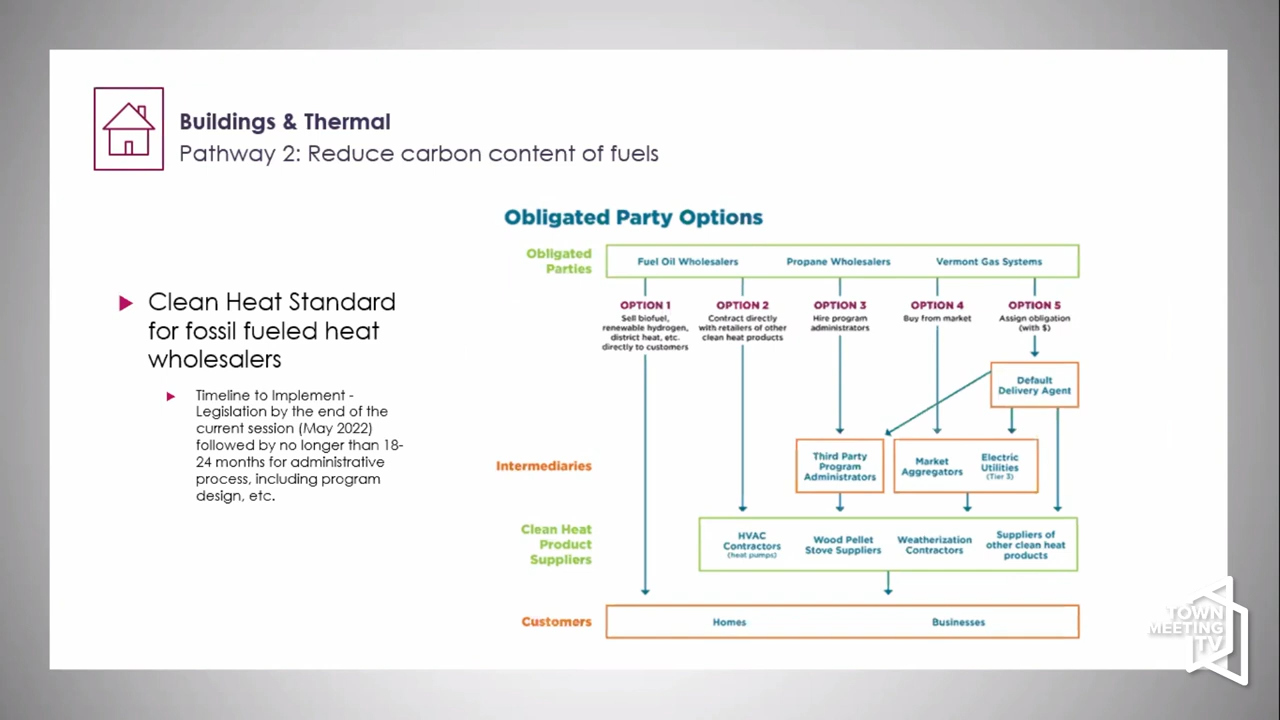 Buildings & Thermal
Pathway 2: Reduce carbon content of fuels
Clean Heat Standard
for fossil fueled heat
wholesalers
Timeline to Implement -
Legislation by the end of the
current session (May 2022)
followed by no longer than 18-
24 months for administrative
process, including program
design, etc.
Obligated Party Options
Obligated
Parties
Fuel Oil Wholesalers
Propane Wholesalers
Vermont Gas Systems
OPTION 1
Sell biofuel,
renewable hydrogen,
district heat, etc.
directly to customers
OPTION 2
Contract directly
with retailers of other
clean heat products
OPTION 3
Hire program
administrators
OPTION 4
Buy from market
OPTION 5
Assign obligation
(with $)
Default
Delivery Agent
Intermediaries
Third Party
Program
Administrators
Market
Aggregators
Electric
Utilities
(Tier 3)
Clean Heat
Product
Suppliers
HVAC
Contractors
(heat pumps)
Wood Pellet
Stove Suppliers
Weatherization
Contractors
Suppliers of
other clean heat
products
Customers
Homes
Businesses
TOWN
MEETING
TV